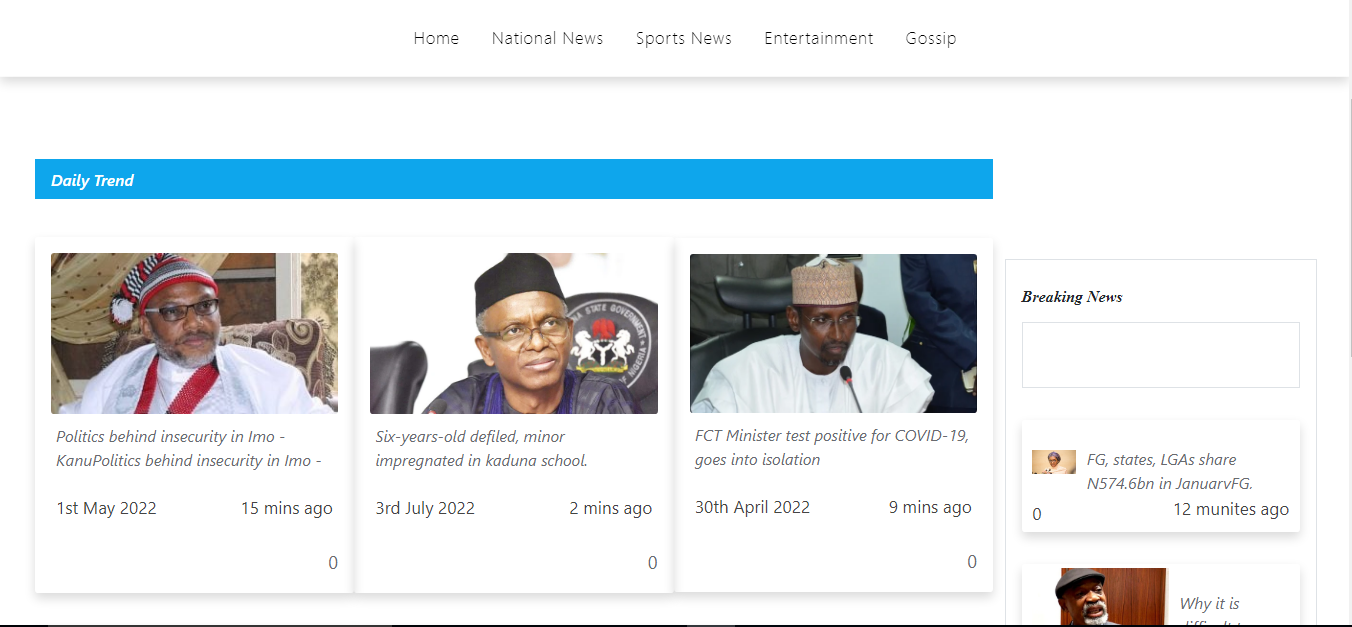 Home National News Sports News Entertainment Gossip
Daily Trend
Politics behind insecurity in Imo -
KanuPolitics behind insecurity in Imo -
1st May 2022 15 mins ago
0
STATE GOVERNMENT
OF NIGERIA
Six-years-old defiled, minor
impregnated in kaduna school.
3rd July 2022 2 mins ago
0
FCT Minister test positive for COVID-19,
goes into isolation
30th April 2022 9 mins ago
0
Breaking News
FG, states, LGAs share
N574.6bn in JanuarvFG.
0 12 munites ago
Why it is